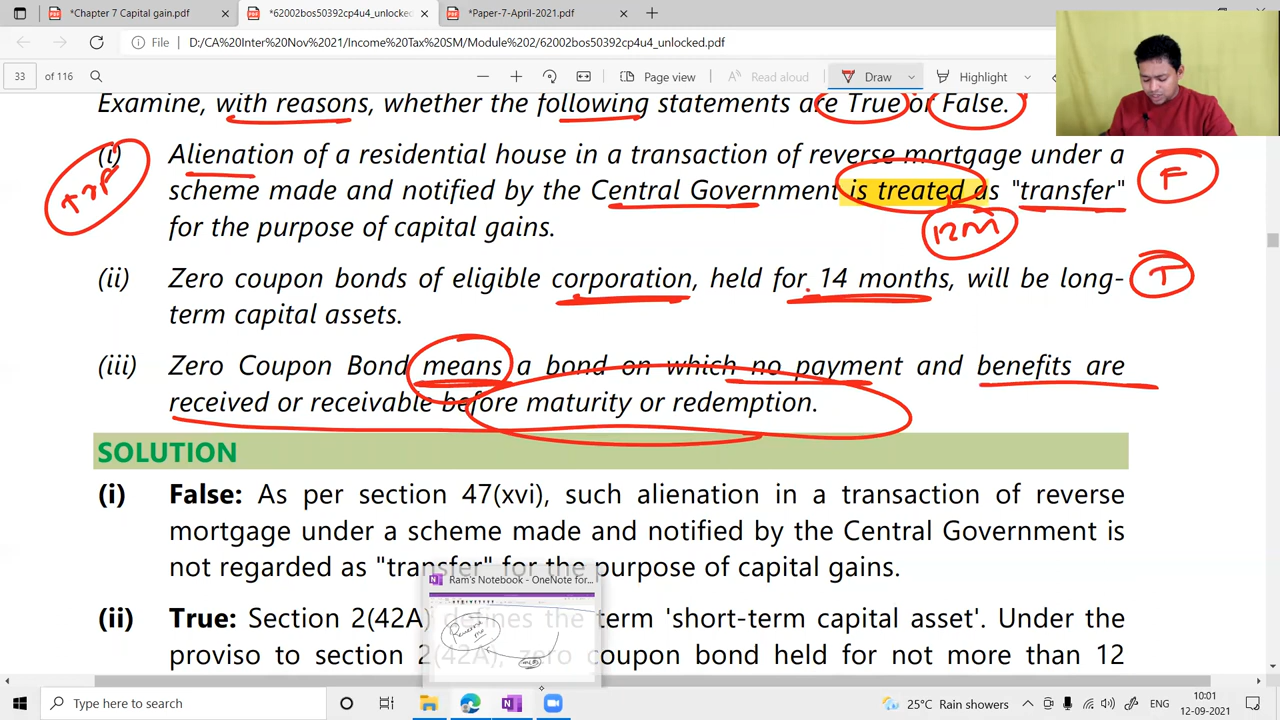 *Chapter 7 Capital gain.pdf
*62002bos50392cp4u4_unlocked
*Paper-7-April-2021.pdf
File
D:/CA%20Inter%20Nov%2021/Income%20Tax%20SM/Module%202/62002bos50392cp4u4_unlocked.pdf
33 of 116
Page view
Read aloud
Draw
Highlight
Examine, with reasons, whether the following statements are True or False.
(i) Alienation of a residential house in a transaction of reverse mortgage under a
scheme made and notified by the Central Government is treated as "transfer"
for the purpose of capital gains.
F
12m
(ii) Zero coupon bonds of eligible corporation, held for 14 months, will be long-
term capital assets.
T
(iii) Zero Coupon Bond means a bond on which no payment and benefits are
received or receivable before maturity or redemption.
SOLUTION
(i) False: As per section 47(xvi), such alienation in a transaction of reverse
mortgage under a scheme made and notified by the Central Government is
not regarded as "transfer" for the purpose of capital gains.
Ram's Notebook - OneNote for...
(ii) True: Section 2(42A) defines the term 'short-term capital asset'. Under the
proviso to section 2(42A), zero coupon bond held for not more than 12
Type here to search
25°C Rain showers
ENG
10:01
12-09-2021